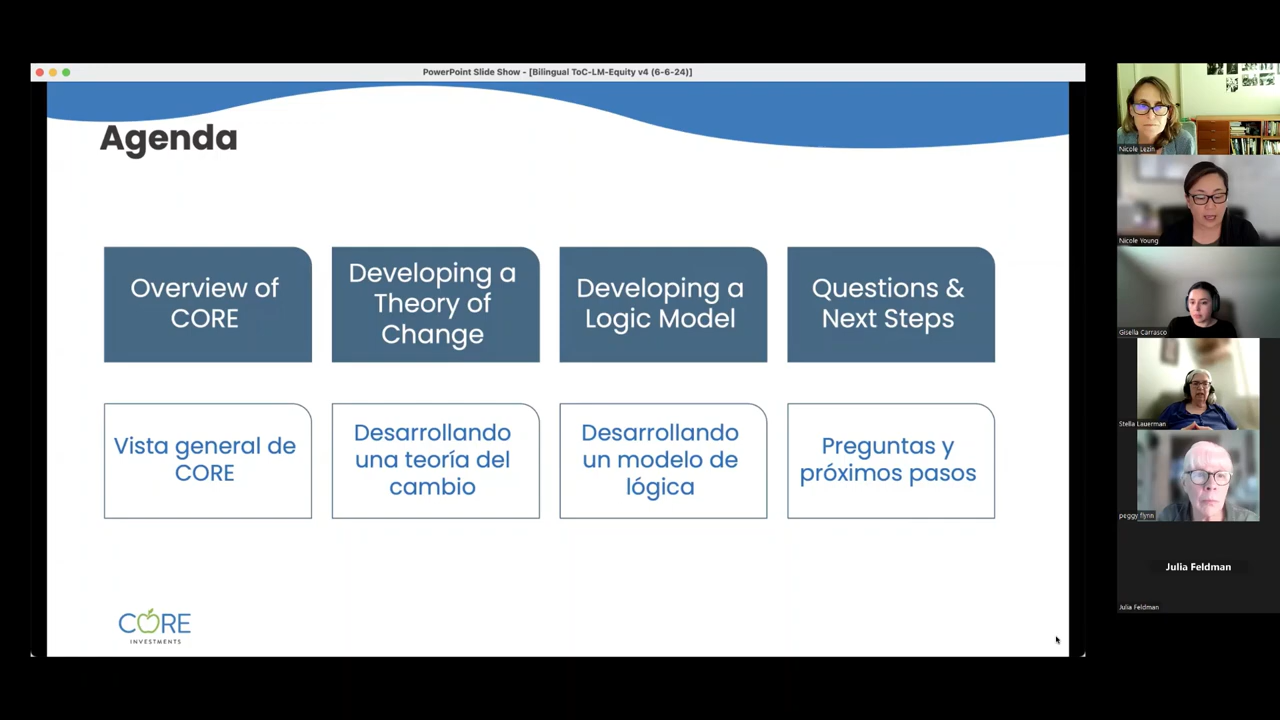 PowerPoint Slide Show - [Bilingual ToC-LM-Equity v4 (6-6-24)]
Agenda
Overview of
CORE
Developing a
Theory of
Change
Developing a
Logic Model
Questions &
Next Steps
Vista general de
CORE
Desarrollando
una teoría del
cambio
Desarrollando
un modelo de
lógica
Preguntas y
próximos pasos
CORE
INVESTMENTS
Nicole Lezin
Nicole Young
Gisella Carrasco
Stella Lauerman
peggy flynn
Julia Feldman
Julia Feldman